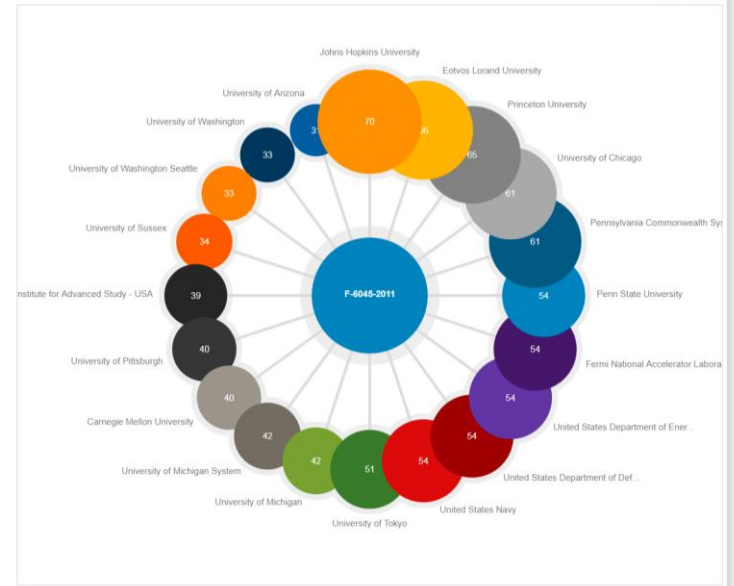 Johns Hopkins University
70
Eotvos Lorand University
Princeton University
65
University of Chicago
61
Pennsylvania Commonwealth Sy
61
Penn State University
54
Fermi National Accelerator Labora
54
United States Department of Ener...
54
United States Department of Def...
54
United States Navy
54
University of Tokyo
51
University of Michigan
42
University of Michigan System
42
Carnegie Mellon University
40
University of Pittsburgh
40
nstitute for Advanced Study - USA
39
University of Sussex
34
University of Washington Seattle
33
University of Washington
33
University of Arizona
F-6045-2011